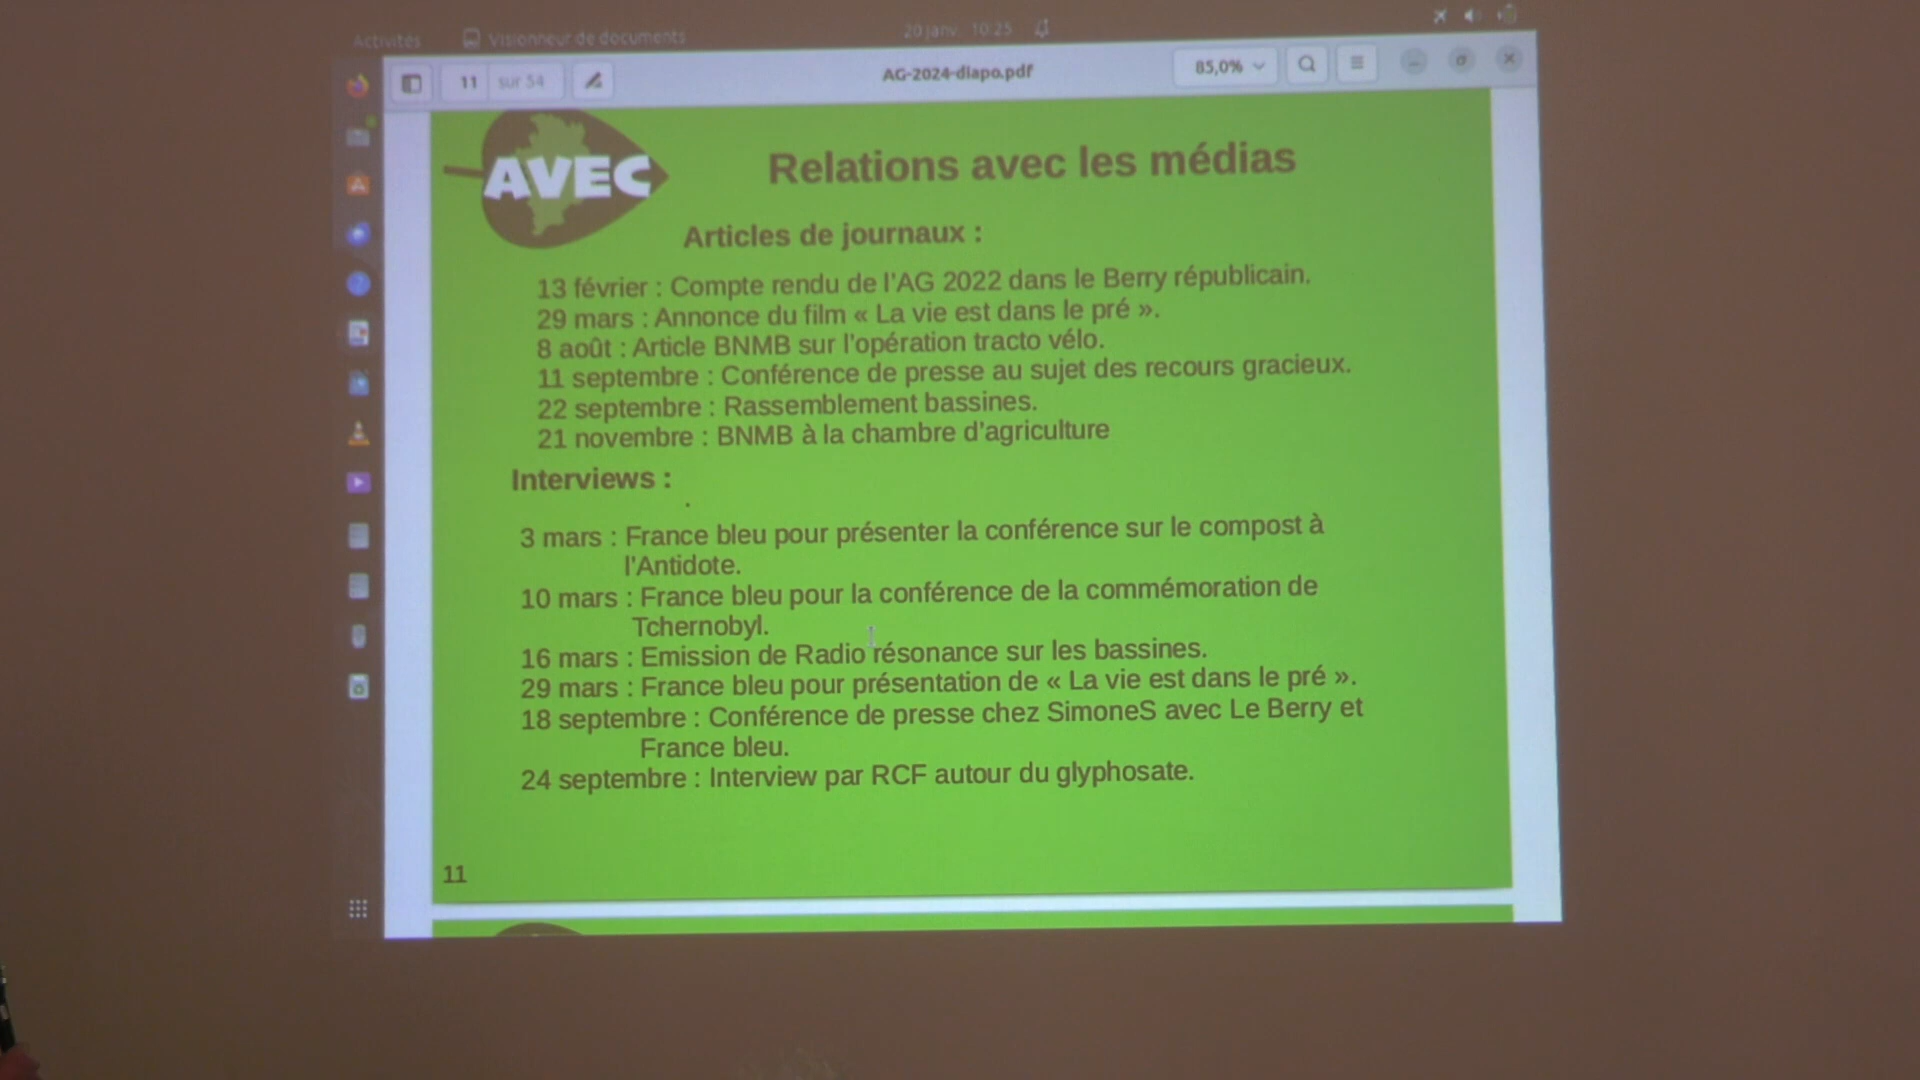 Activités
Visionneur de documents
20 janv. 10:25
11 sur 54
AG-2024-diapo.pdf
85,0%
AVEC
Relations avec les médias
Articles de journaux :
13 février : Compte rendu de l'AG 2022 dans le Berry républicain.
29 mars : Annonce du film « La vie est dans le pré ».
8 août : Article BNMB sur l'opération tracto vélo.
11 septembre : Conférence de presse au sujet des recours gracieux.
22 septembre : Rassemblement bassines.
21 novembre : BNMB à la chambre d'agriculture
Interviews :
.
3 mars : France bleu pour présenter la conférence sur le compost à
l'Antidote.
10 mars : France bleu pour la conférence de la commémoration de
Tchernobyl.
16 mars : Emission de Radio résonance sur les bassines.
29 mars : France bleu pour présentation de « La vie est dans le pré ».
18 septembre : Conférence de presse chez SimoneS avec Le Berry et
France bleu.
24 septembre : Interview par RCF autour du glyphosate.
11